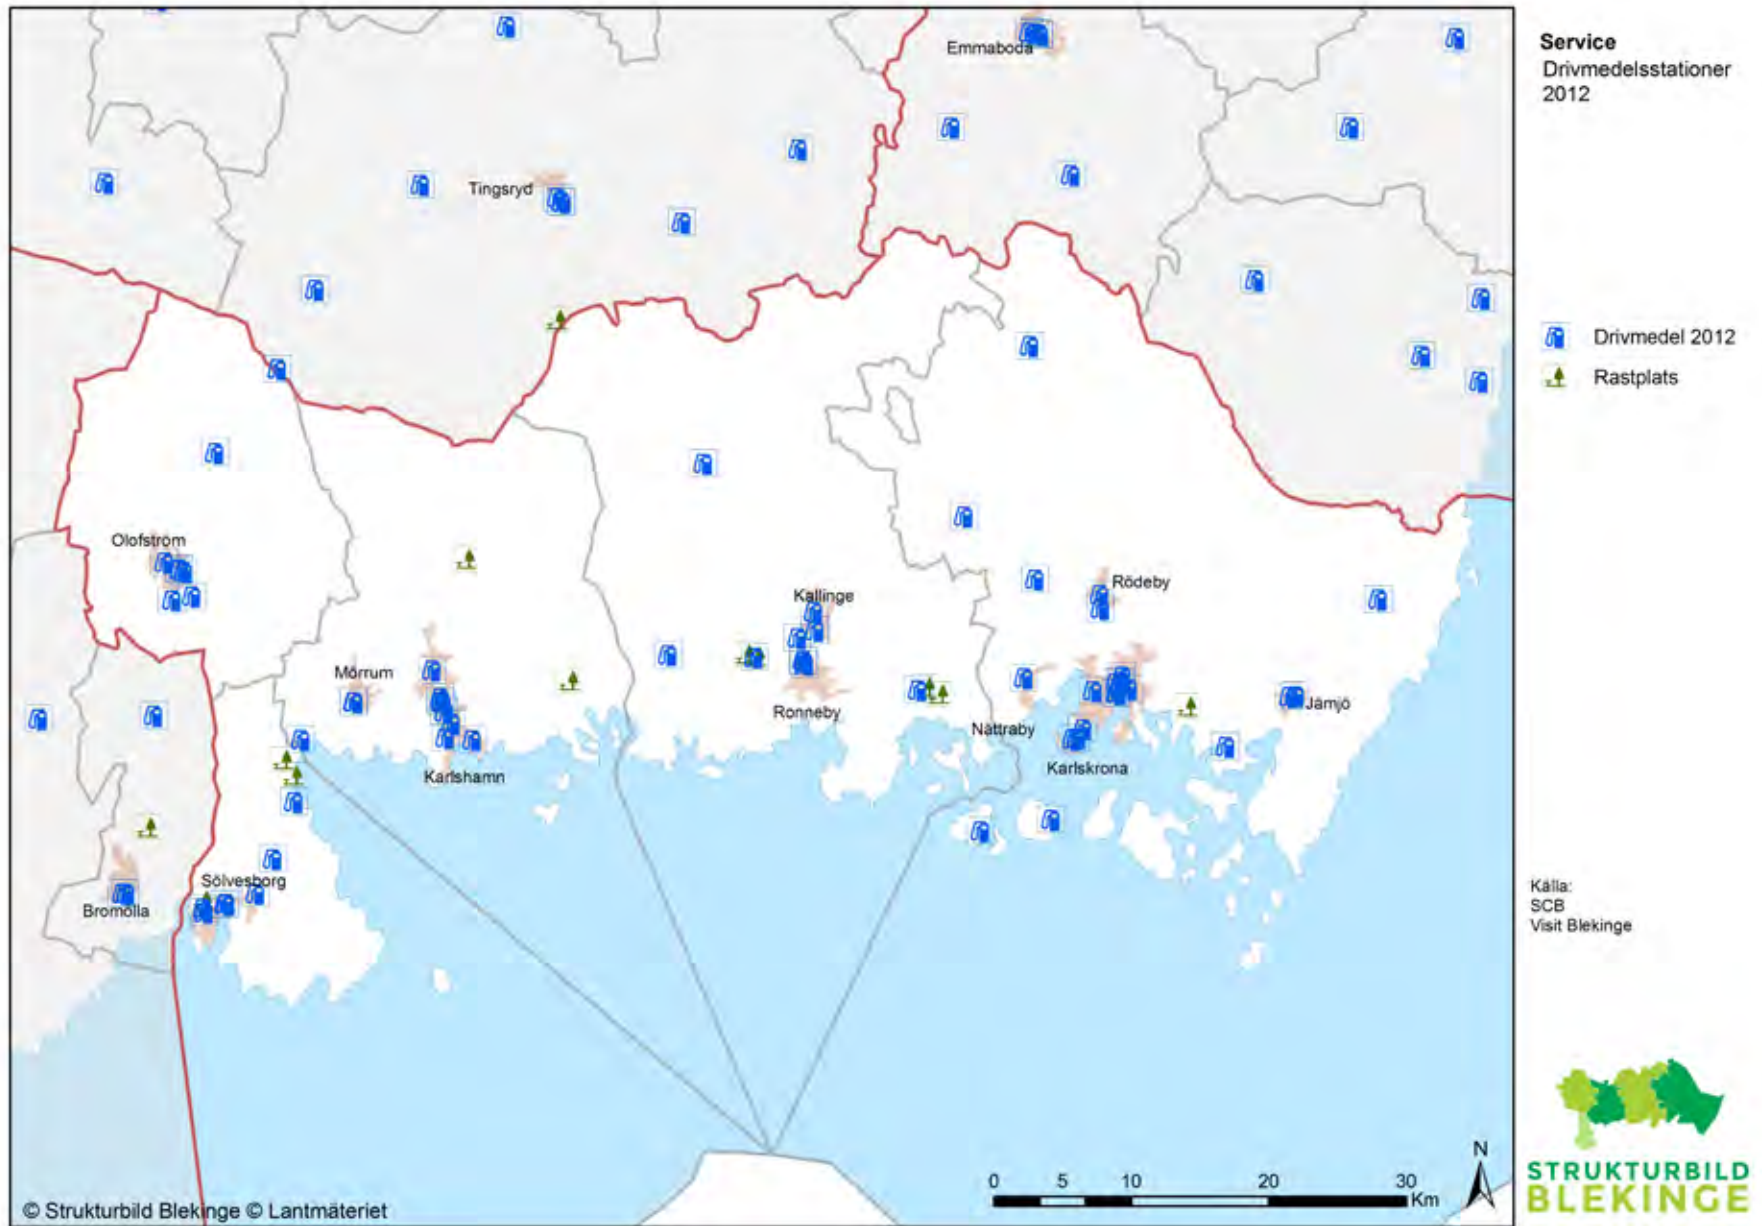 Emmaboda
Tingsryd
Olofström
Kallinge
Rödeby
Mörrum
Ronneby
Jämjö
Nättraby
Karlshamn
Karlskrona
Sölvesborg
Bromölla
0 5 10 20 30
Km
N
© Strukturbild Blekinge © Lantmäteriet
Service
Drivmedelsstationer
2012
Drivmedel 2012
Rastplats
Källa:
SCB
Visit Blekinge
STRUKTURBILD
BLEKINGE